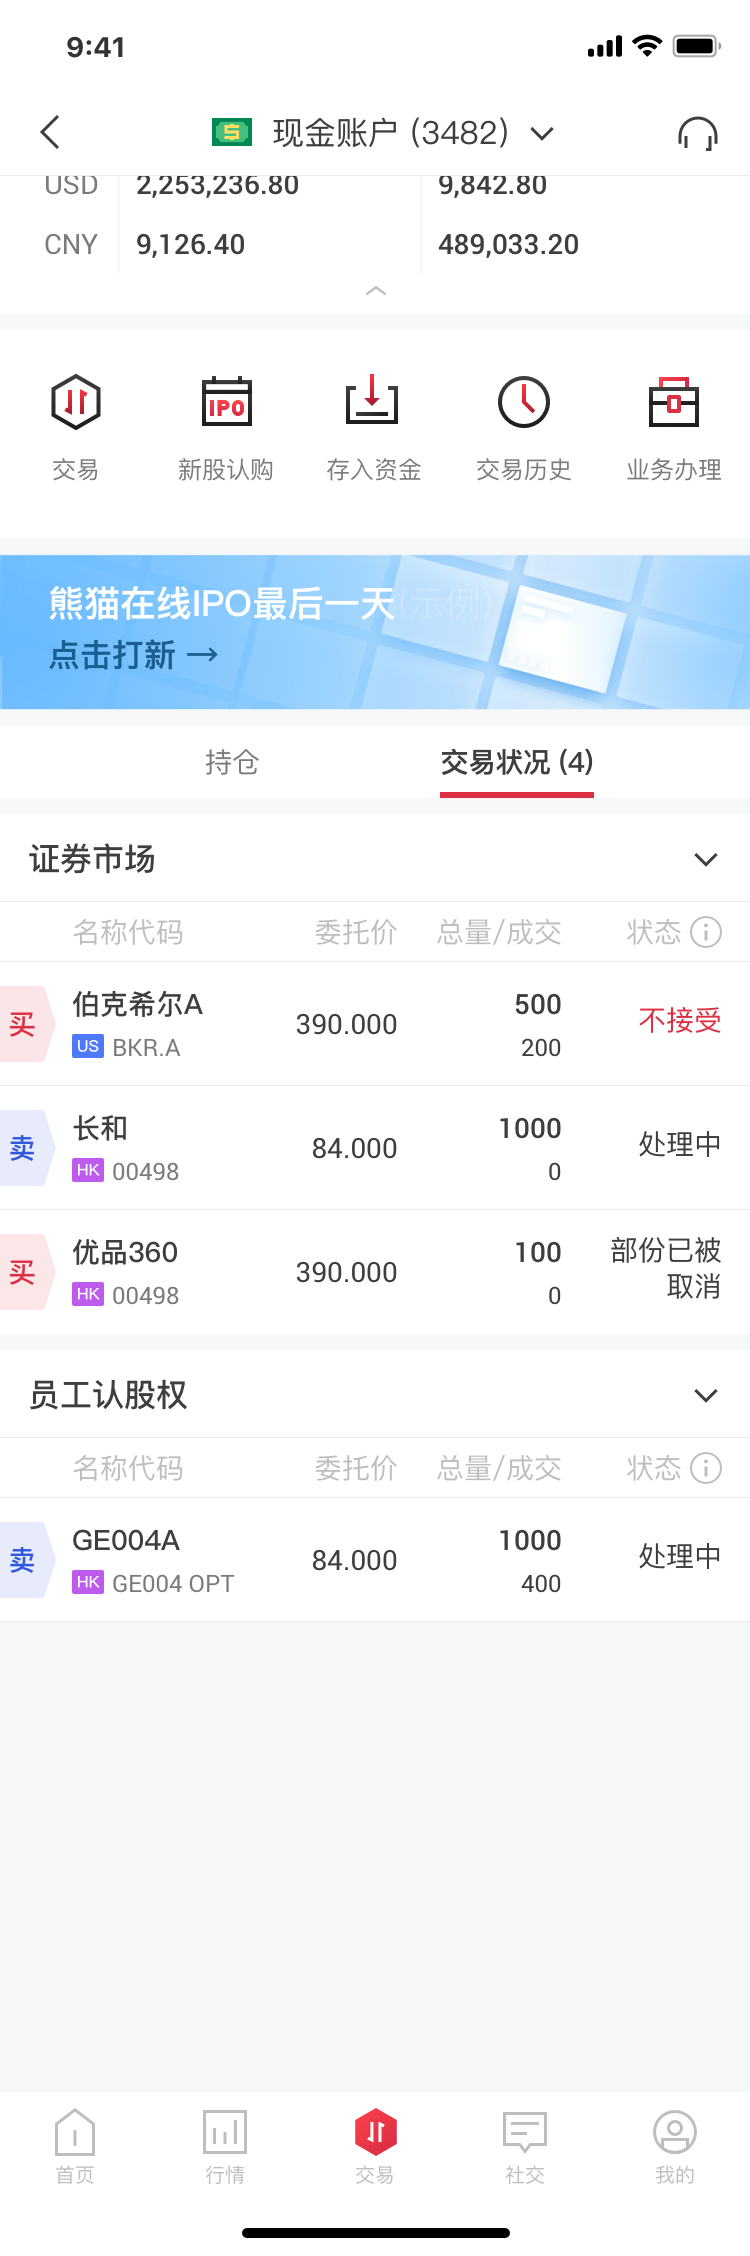 9:41
现金账户 (3482)
USD 2,253,236.80 9,842.80
CNY 9,126.40 489,033.20
IPO
交易 新股认购 存入资金 交易历史 业务办理
熊猫在线IPO最后一天(示例)
点击打新 →
持仓 交易状况 (4)
证券市场
名称代码 委托价 总量/成交 状态
买 伯克希尔A 390.000 500 不接受
US BKR.A 200
卖 长和 84.000 1000 处理中
HK 00498 0
买 优品360 390.000 100 部份已被
取消
HK 00498 0
员工认股权
名称代码 委托价 总量/成交 状态
卖 GE004A 84.000 1000 处理中
HK GE004 OPT 400
首页 行情 交易 社交 我的